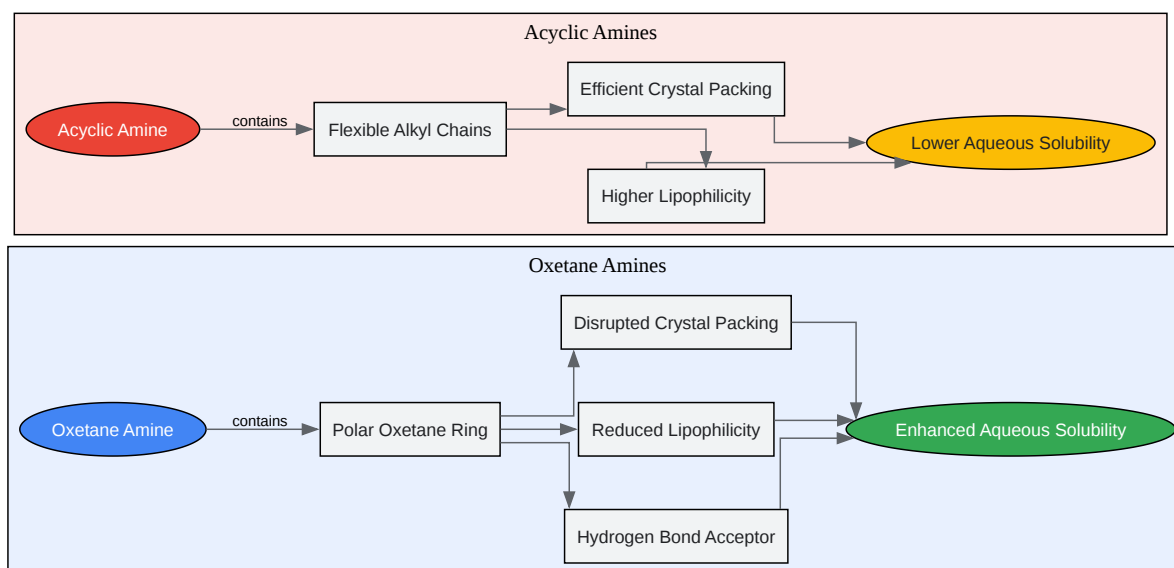 Acyclic Amines
Efficient Crystal Packing
Acyclic Amine
contains
Flexible Alkyl Chains
Lower Aqueous Solubility
Higher Lipophilicity
Oxetane Amines
Disrupted Crystal Packing
Oxetane Amine
contains
Polar Oxetane Ring
Reduced Lipophilicity
Enhanced Aqueous Solubility
Hydrogen Bond Acceptor